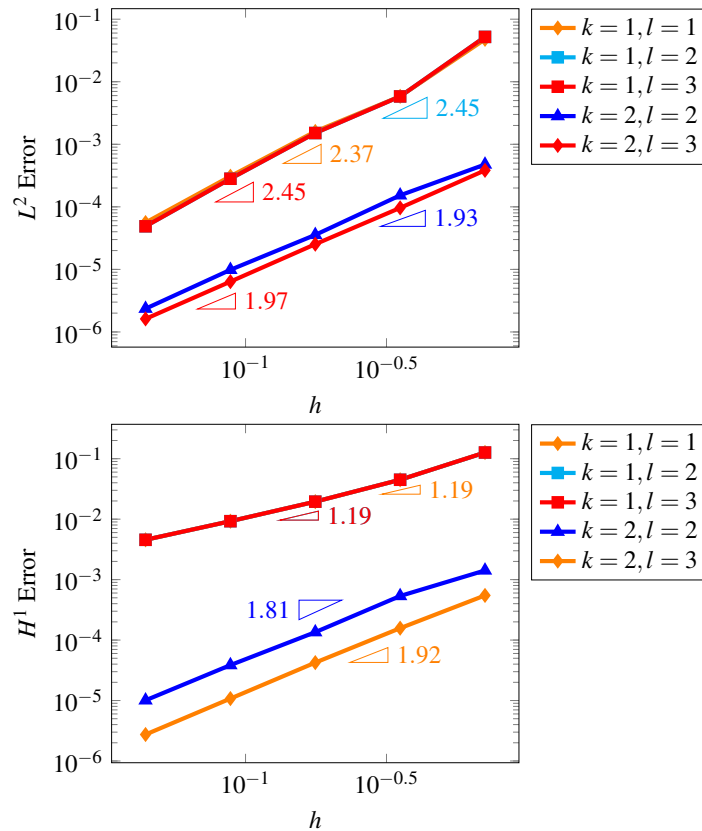 10^−1
10^−2
10^−3
10^−4
10^−5
10^−6
L^2 Error
2.45
2.37
2.45
1.93
1.97
10^−1
10^−0.5
h
k = 1, l = 1
k = 1, l = 2
k = 1, l = 3
k = 2, l = 2
k = 2, l = 3
10^−1
10^−2
10^−3
10^−4
10^−5
10^−6
H^1 Error
1.19
1.19
1.81
1.92
10^−1
10^−0.5
h
k = 1, l = 1
k = 1, l = 2
k = 1, l = 3
k = 2, l = 2
k = 2, l = 3